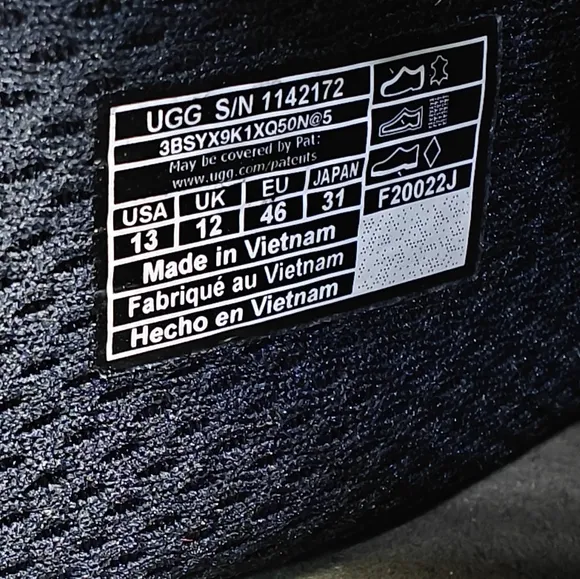 UGG S/N 1142172
3BSYX9K1XQ50N@5
May be covered by Pat:
www.ugg.com/patents
USA UK EU JAPAN
13 12 46 31
F20022J
Made in Vietnam
Fabriqué au Vietnam
Hecho en Vietnam